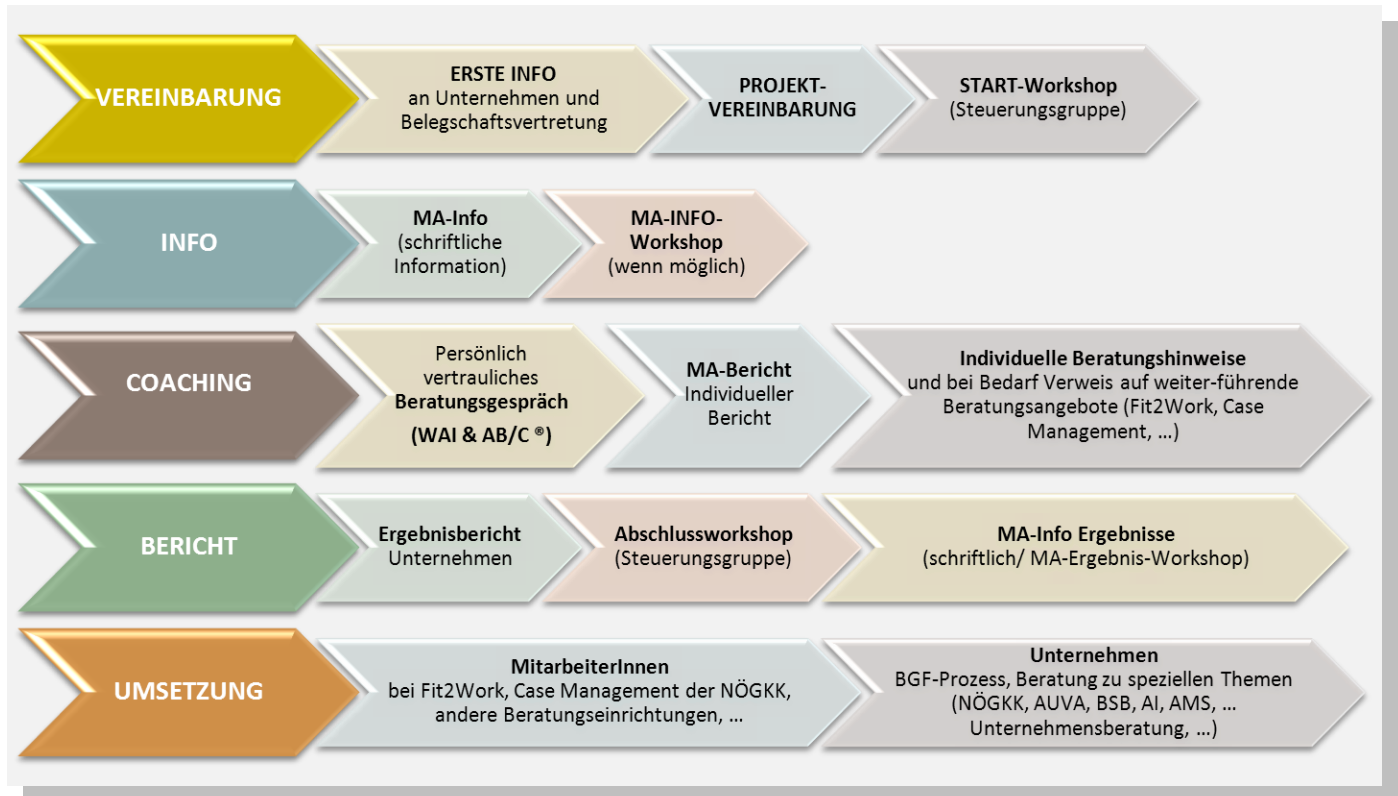 VEREINBARUNG
ERSTE INFO
an Unternehmen und
Belegschaftsvertretung
PROJEKT-
VEREINBARUNG
START-Workshop
(Steuerungsgruppe)
INFO
MA-Info
(schriftliche
Information)
MA-INFO-
Workshop
(wenn möglich)
COACHING
Persönlich
vertrauliches
Beratungsgespräch
(WAI & AB/C ®)
MA-Bericht
Individueller
Bericht
Individuelle Beratungshinweise
und bei Bedarf Verweis auf weiter-führende
Beratungsangebote (Fit2Work, Case
Management, ...)
BERICHT
Ergebnisbericht
Unternehmen
Abschlussworkshop
(Steuerungsgruppe)
MA-Info Ergebnisse
(schriftlich/ MA-Ergebnis-Workshop)
UMSETZUNG
MitarbeiterInnen
bei Fit2Work, Case Management der NÖGKK,
andere Beratungseinrichtungen, ...
Unternehmen
BGF-Prozess, Beratung zu speziellen Themen
(NÖGKK, AUVA, BSB, AI, AMS, ...
Unternehmensberatung, ...)